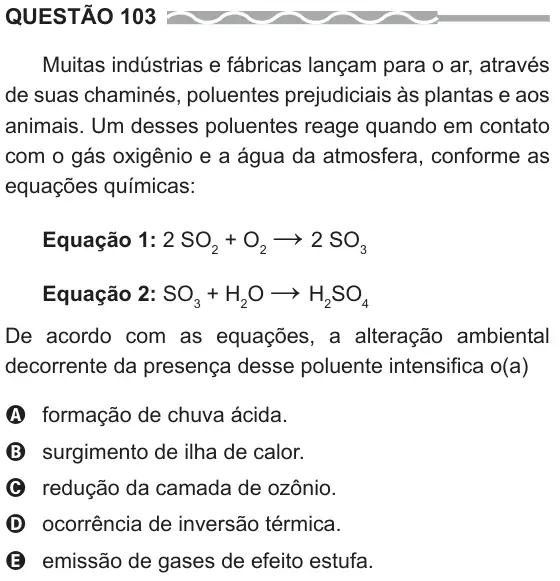 QUESTÃO 103
Muitas indústrias e fábricas lançam para o ar, através
de suas chaminés, poluentes prejudiciais às plantas e aos
animais. Um desses poluentes reage quando em contato
com o gás oxigênio e a água da atmosfera, conforme as
equações químicas:
Equação 1: 2 SO₂ + O₂ → 2 SO₃
Equação 2: SO₃ + H₂O → H₂SO₄
De acordo com as equações, a alteração ambiental
decorrente da presença desse poluente intensifica o(a)
A formação de chuva ácida.
B surgimento de ilha de calor.
C redução da camada de ozônio.
D ocorrência de inversão térmica.
E emissão de gases de efeito estufa.